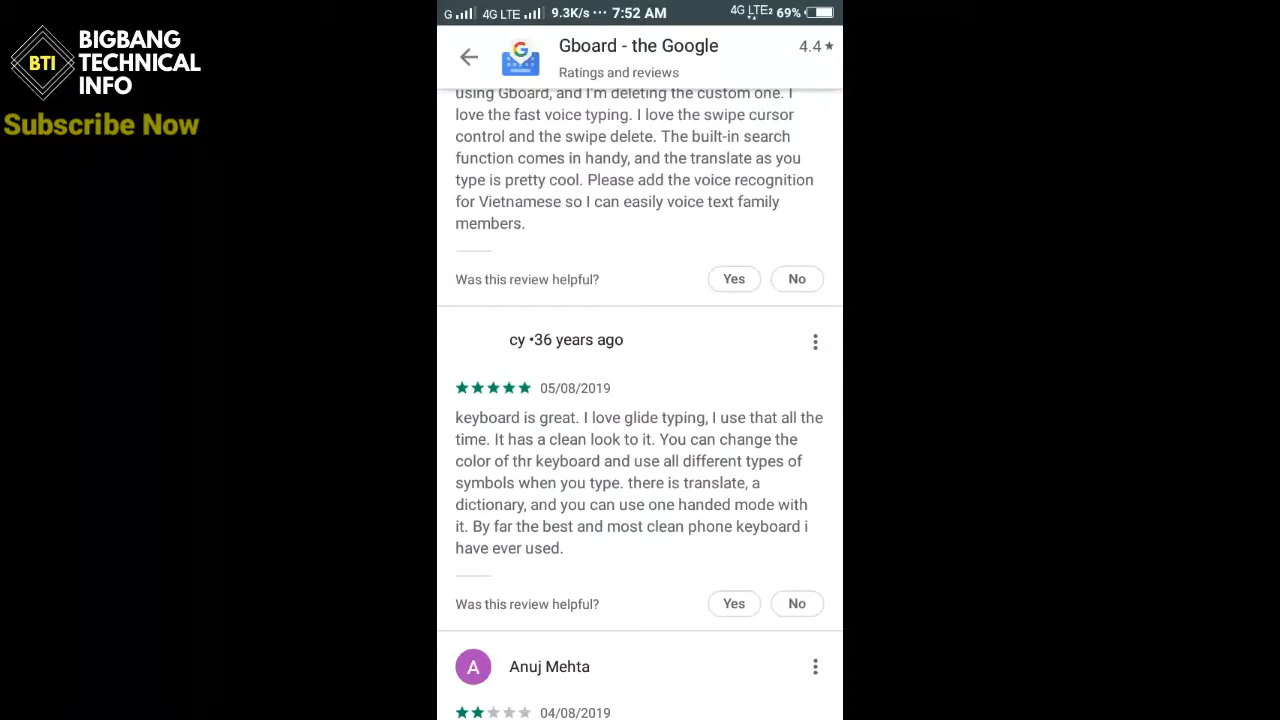 BIGBANG
TECHNICAL
INFO
BTI
Subscribe Now
G 4G LTE 9.3K/s ··· 7:52 AM 4G LTE2 69%
Gboard - the Google 4.4★
Ratings and reviews
using Gboard, and I'm deleting the custom one. I
love the fast voice typing. I love the swipe cursor
control and the swipe delete. The built-in search
function comes in handy, and the translate as you
type is pretty cool. Please add the voice recognition
for Vietnamese so I can easily voice text family
members.
Was this review helpful? Yes No
cy •36 years ago
05/08/2019
keyboard is great. I love glide typing, I use that all the
time. It has a clean look to it. You can change the
color of thr keyboard and use all different types of
symbols when you type. there is translate, a
dictionary, and you can use one handed mode with
it. By far the best and most clean phone keyboard i
have ever used.
Was this review helpful? Yes No
A Anuj Mehta
04/08/2019